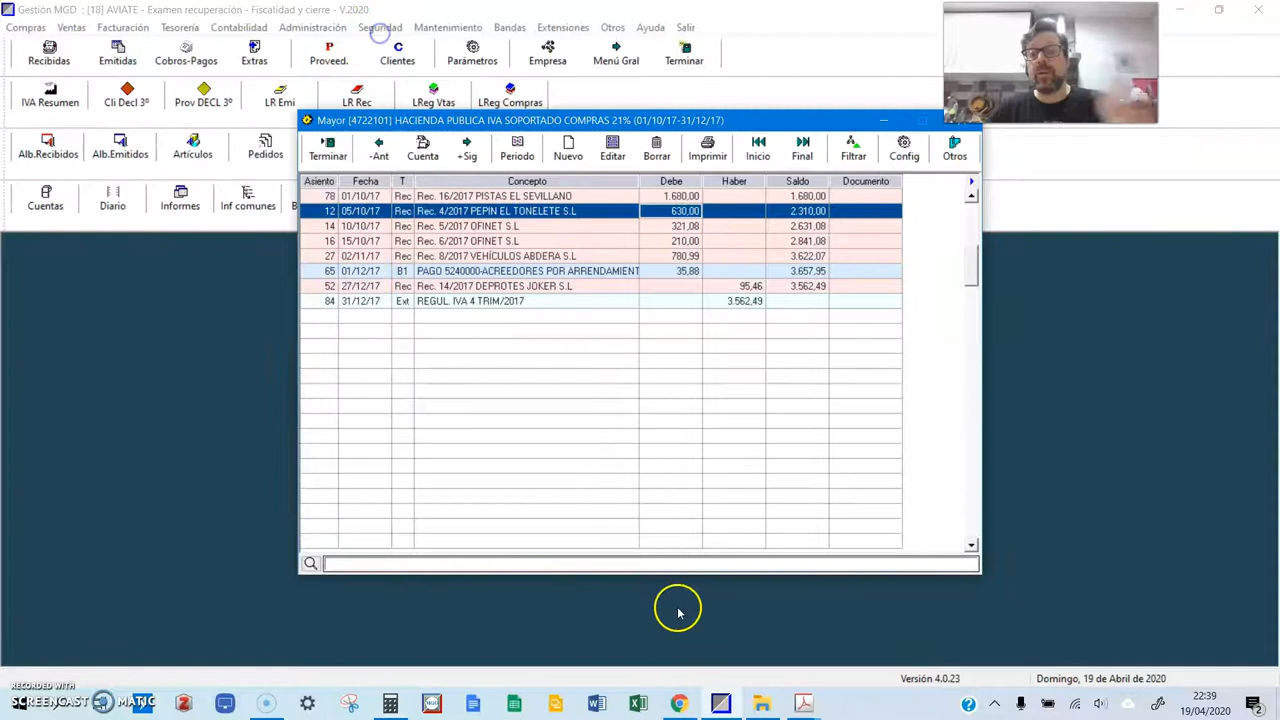 Gestión MGD : [18] AVIATE - Examen recuperación - Fiscalidad y cierre - V.2020
Compras Ventas Facturación Tesorería Contabilidad Administración Seguridad Mantenimiento Bandas Extensiones Otros Ayuda Salir
Recibidas Emitidas Cobros-Pagos Extras Proveed. Clientes Parámetros Empresa Menú Gral Terminar
IVA Resumen Cli Decl 3º Prov DECL 3º LR Emi LR Rec LReg Vtas LReg Compras
Mayor [4722101] HACIENDA PUBLICA IVA SOPORTADO COMPRAS 21% (01/10/17-31/12/17)
Alb.Recibidos Alb.Emitidos Artículos Pedidos
Terminar -Ant Cuenta +Sig Periodo Nuevo Editar Borrar Imprimir Inicio Final Filtrar Config Otros
Cuentas Diario Informes Inf comunes
Asiento Fecha T Concepto Debe Haber Saldo Documento
78 01/10/17 Rec Rec. 16/2017 PISTAS EL SEVILLANO 1.680,00 1.680,00
12 05/10/17 Rec Rec. 4/2017 PEPIN EL TONELETE S.L 630,00 2.310,00
14 10/10/17 Rec Rec. 5/2017 OFINET S.L 321,08 2.631,08
16 15/10/17 Rec Rec. 6/2017 OFINET S.L 210,00 2.841,08
27 02/11/17 Rec Rec. 8/2017 VEHÍCULOS ABDERA S.L 780,99 3.622,07
65 01/12/17 B1 PAGO 5240000-ACREEDORES POR ARRENDAMIENT 35,88 3.657,95
52 27/12/17 Rec Rec. 14/2017 DEPROTES JOKER S.L 95,46 3.562,49
84 31/12/17 Ext REGUL. IVA 4 TRIM/2017 3.562,49
Versión 4.0.23 Domingo, 19 de Abril de 2020
RECORDED WITH
SCREENCAST MATIC
22:39
19/04/2020